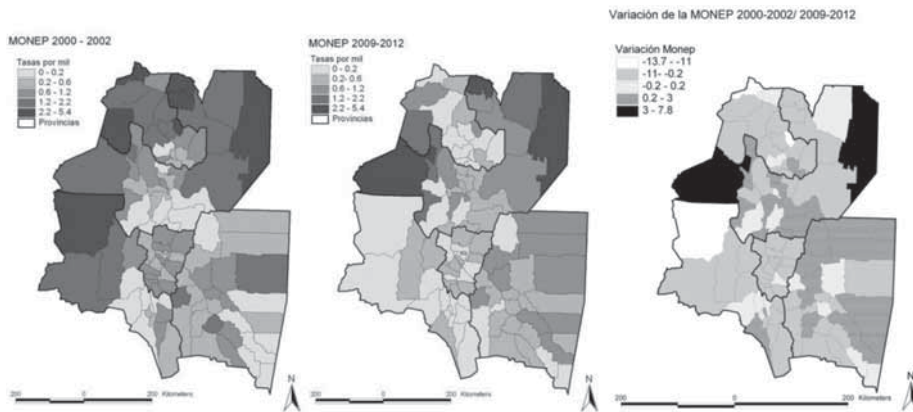 MONEP 2000 - 2002
Tasas por mil
0 - 0.2
0.2 - 0.6
0.6 - 1.2
1.2 - 2.2
2.2 - 5.4
Provincias
200 0 200 Kilometers
N
MONEP 2009-2012
Tasas por mil
0 - 0.2
0.2 - 0.6
0.6 - 1.2
1.2 - 2.2
2.2 - 5.4
Provincias
200 0 200 Kilometers
N
Variación de la MONEP 2000-2002/ 2009-2012
Variación Monep
-13.7 - -11
-11- -0.2
-0.2 - 0.2
0.2 - 3
3 - 7.8
200 0 200 Kilometers
N